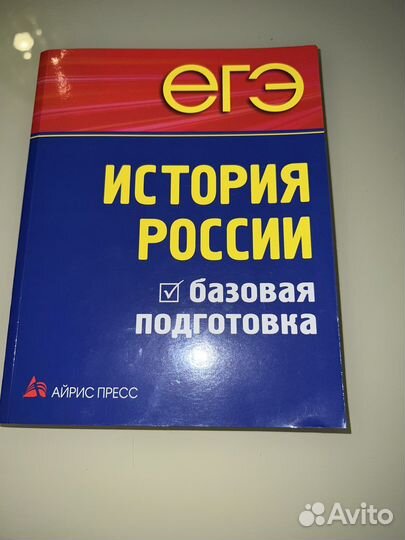 егэ
ИСТОРИЯ
РОССИИ
базовая
подготовка
АЙРИС ПРЕСС
Avito